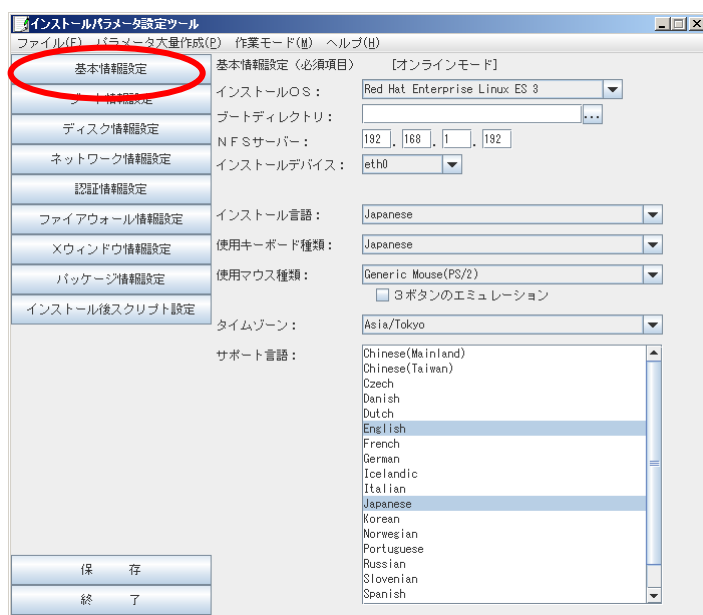 インストールパラメータ設定ツール
ファイル(F) パラメータ大量作成(P) 作業モード(M) ヘルプ(H)
基本情報設定
ブート情報設定
ディスク情報設定
ネットワーク情報設定
認証情報設定
ファイアウォール情報設定
Xウィンドウ情報設定
パッケージ情報設定
インストール後スクリプト設定
保 存
終 了
基本情報設定(必須項目) [オンラインモード]
インストールOS: Red Hat Enterprise Linux ES 3
ブートディレクトリ: ...
NFSサーバー: 192 . 168 . 1 . 192
インストールデバイス: eth0
インストール言語: Japanese
使用キーボード種類: Japanese
使用マウス種類: Generic Mouse(PS/2)
3ボタンのエミュレーション
タイムゾーン: Asia/Tokyo
サポート言語:
Chinese(Mainland)
Chinese(Taiwan)
Czech
Danish
Dutch
English
French
German
Icelandic
Italian
Japanese
Korean
Norwegian
Portuguese
Russian
Slovenian
Spanish